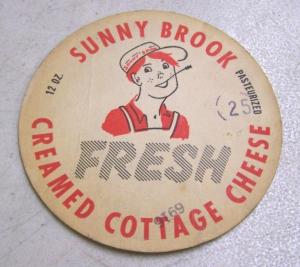 SUNNY BROOK
12 OZ.
PASTEURIZED
25
FRESH
CREAMED COTTAGE CHEESE